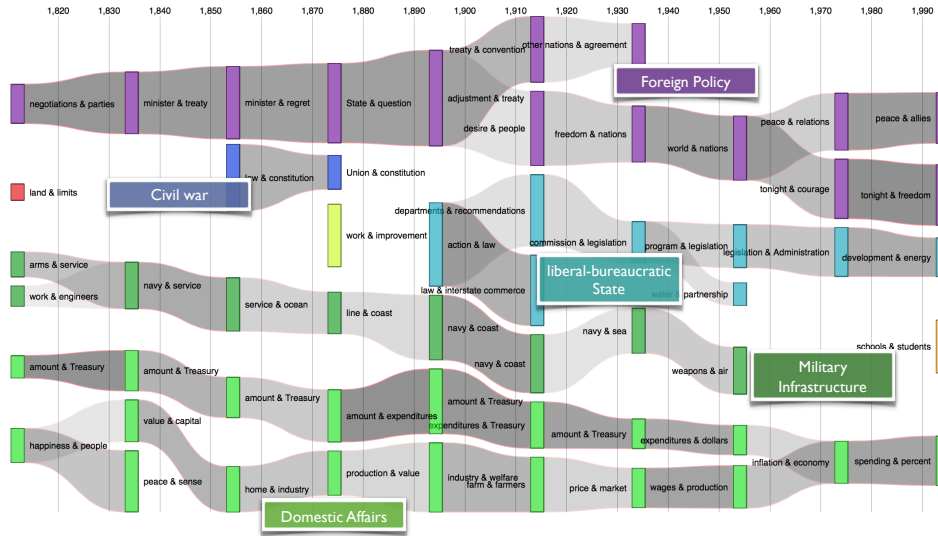 1,820 1,830 1,840 1,850 1,860 1,870 1,880 1,890 1,900 1,910 1,920 1,930 1,940 1,950 1,960 1,970 1,980 1,990
treaty & convention
other nations & agreement
Foreign Policy
negotiations & parties
minister & treaty
minister & regret
State & question
adjustment & treaty
desire & people
freedom & nations
world & nations
peace & relations
peace & allies
tonight & courage
tonight & freedom
land & limits
Civil war
law & constitution
Union & constitution
work & improvement
departments & recommendations
action & law
commission & legislation
program & legislation
legislation & Administration
development & energy
liberal-bureaucratic
State
law & interstate commerce
water & partnership
arms & service
work & engineers
navy & service
service & ocean
line & coast
navy & coast
navy & coast
navy & sea
weapons & air
schools & students
Military
Infrastructure
amount & Treasury
amount & Treasury
amount & Treasury
amount & expenditures
amount & Treasury
expenditures & Treasury
amount & Treasury
expenditures & dollars
inflation & economy
spending & percent
happiness & people
value & capital
peace & sense
home & industry
production & value
industry & welfare
farm & farmers
price & market
wages & production
Domestic Affairs